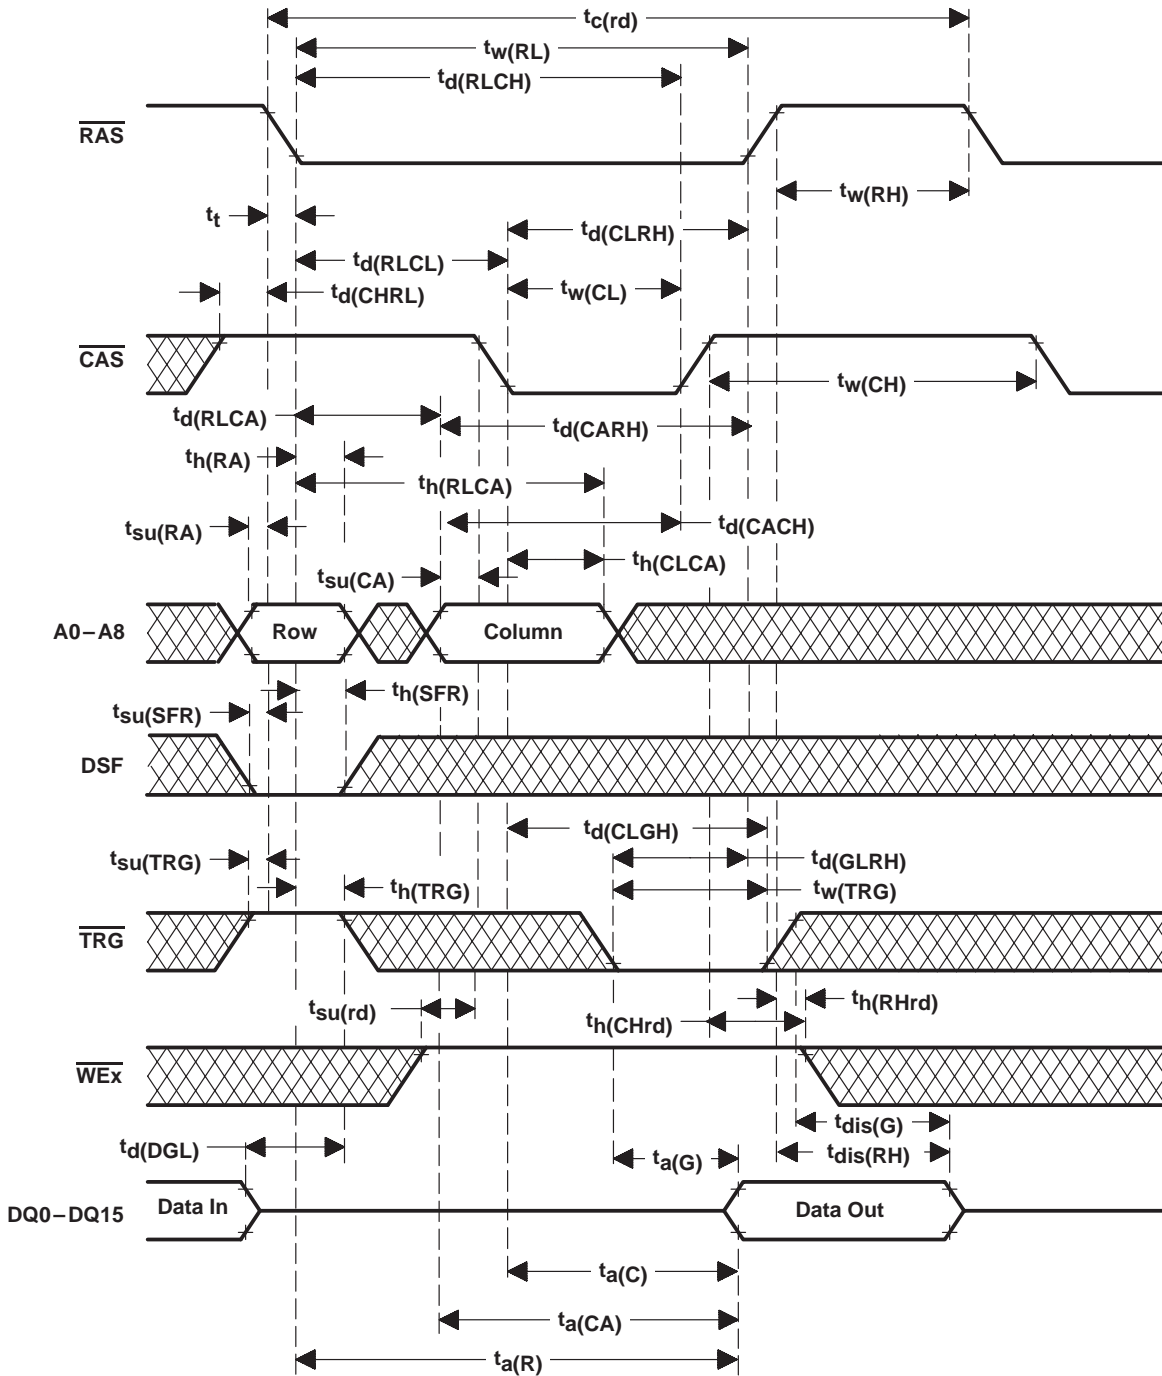 tc(rd)
tw(RL)
td(RLCH)
RAS
tw(RH)
tt
td(CLRH)
td(RLCL)
td(CHRL)
tw(CL)
CAS
tw(CH)
td(RLCA)
td(CARH)
th(RA)
th(RLCA)
tsu(RA)
td(CACH)
th(CLCA)
tsu(CA)
A0–A8
Row
Column
th(SFR)
tsu(SFR)
DSF
td(CLGH)
tsu(TRG)
td(GLRH)
th(TRG)
tw(TRG)
TRG
tsu(rd)
th(RHrd)
th(CHrd)
WEx
tdis(G)
td(DGL)
ta(G)
tdis(RH)
DQ0–DQ15
Data In
Data Out
ta(C)
ta(CA)
ta(R)